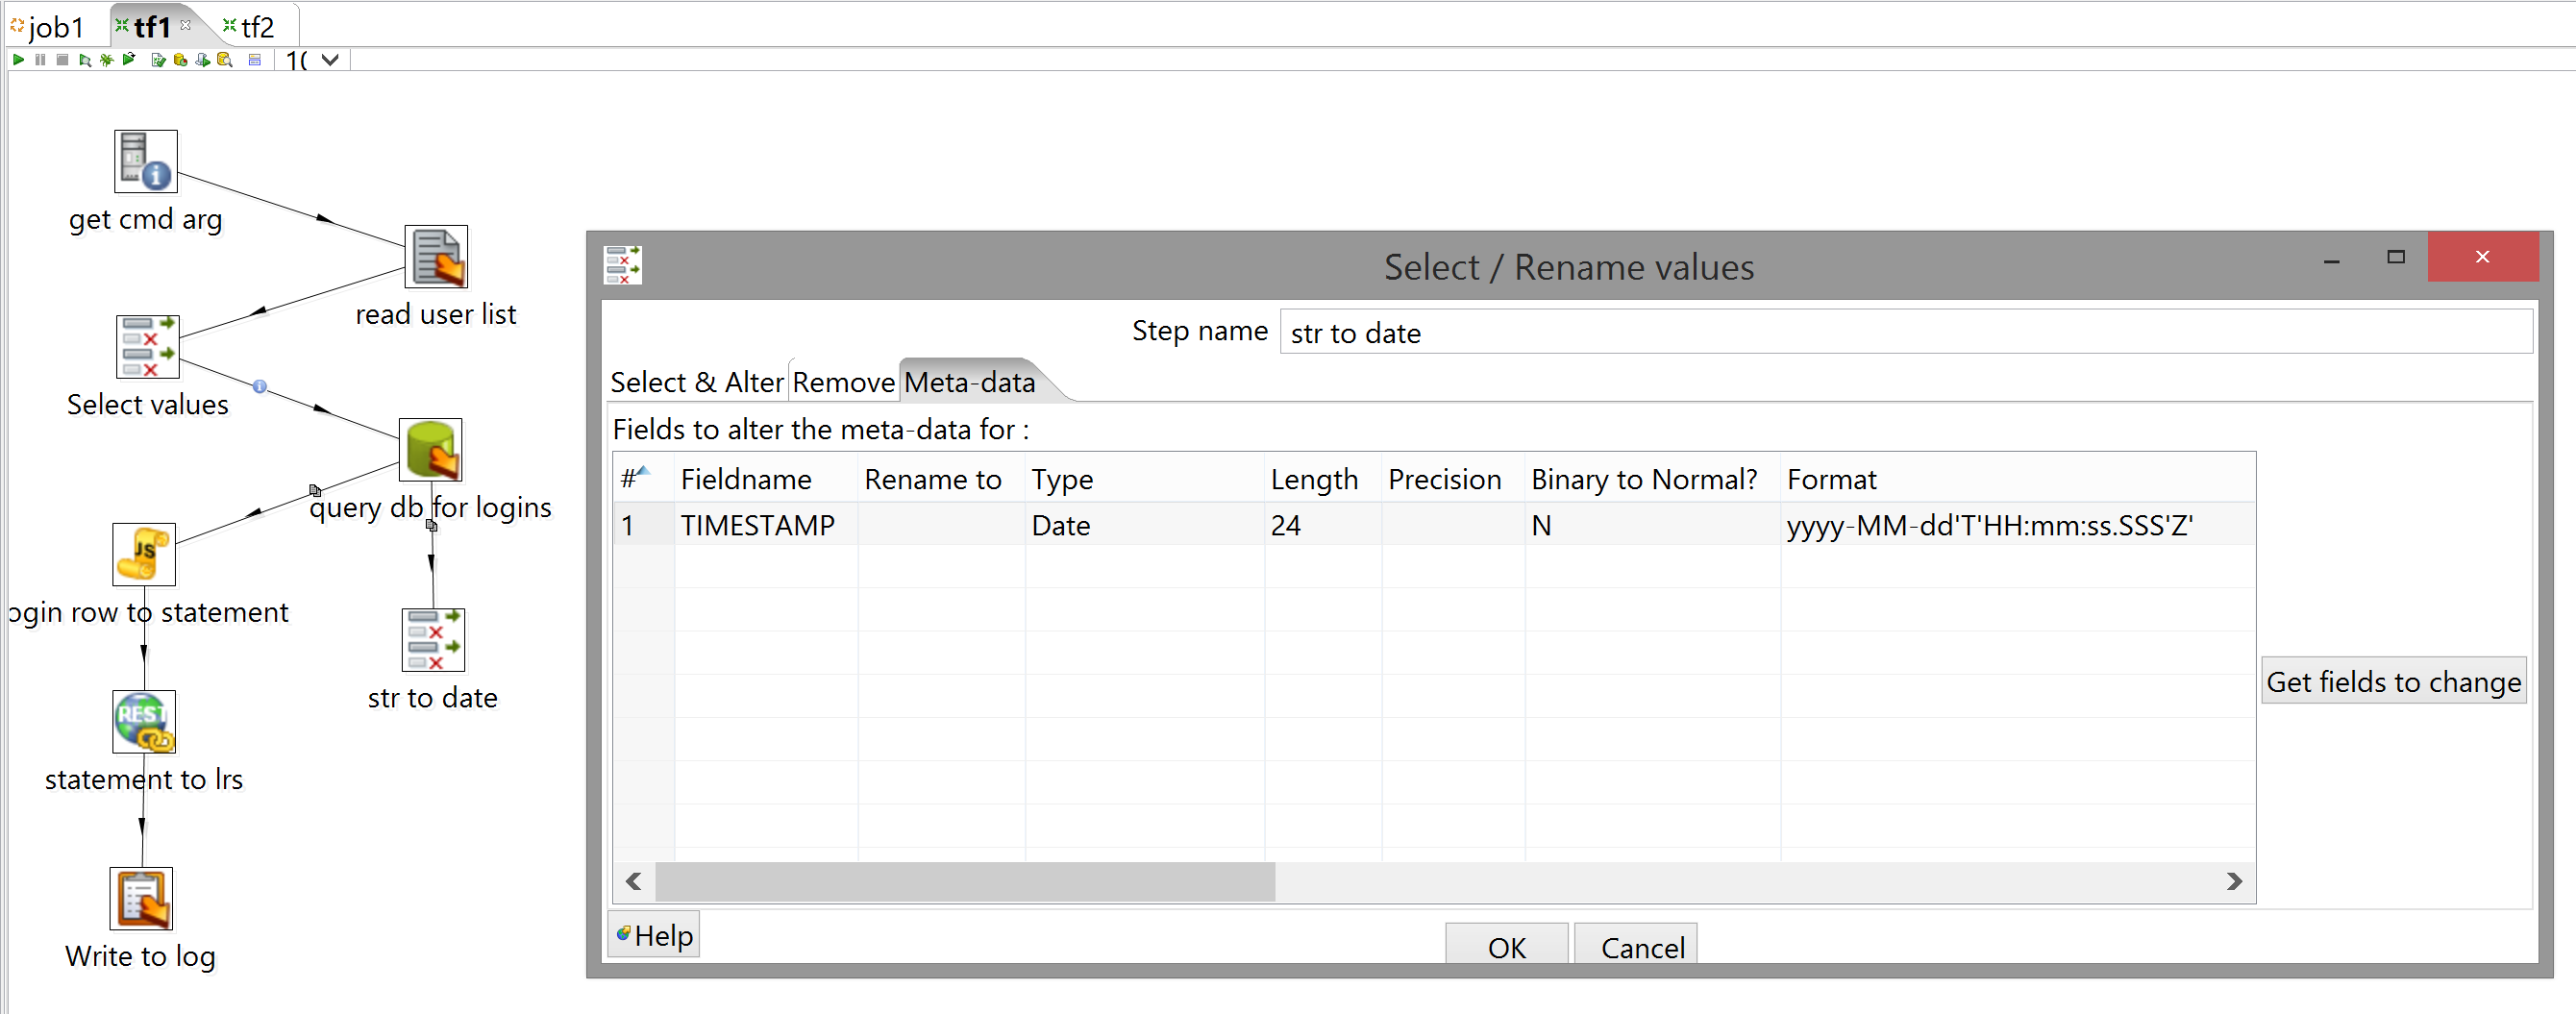 job1
tf1
tf2
1(
get cmd arg
read user list
Select values
query db for logins
JS
ogin row to statement
str to date
REST
statement to lrs
Write to log
Select / Rename values
Step name
str to date
Select & Alter
Remove
Meta-data
Fields to alter the meta-data for :
# Fieldname Rename to Type Length Precision Binary to Normal? Format
1 TIMESTAMP Date 24 N yyyy-MM-dd'T'HH:mm:ss.SSS'Z'
Get fields to change
Help
OK
Cancel